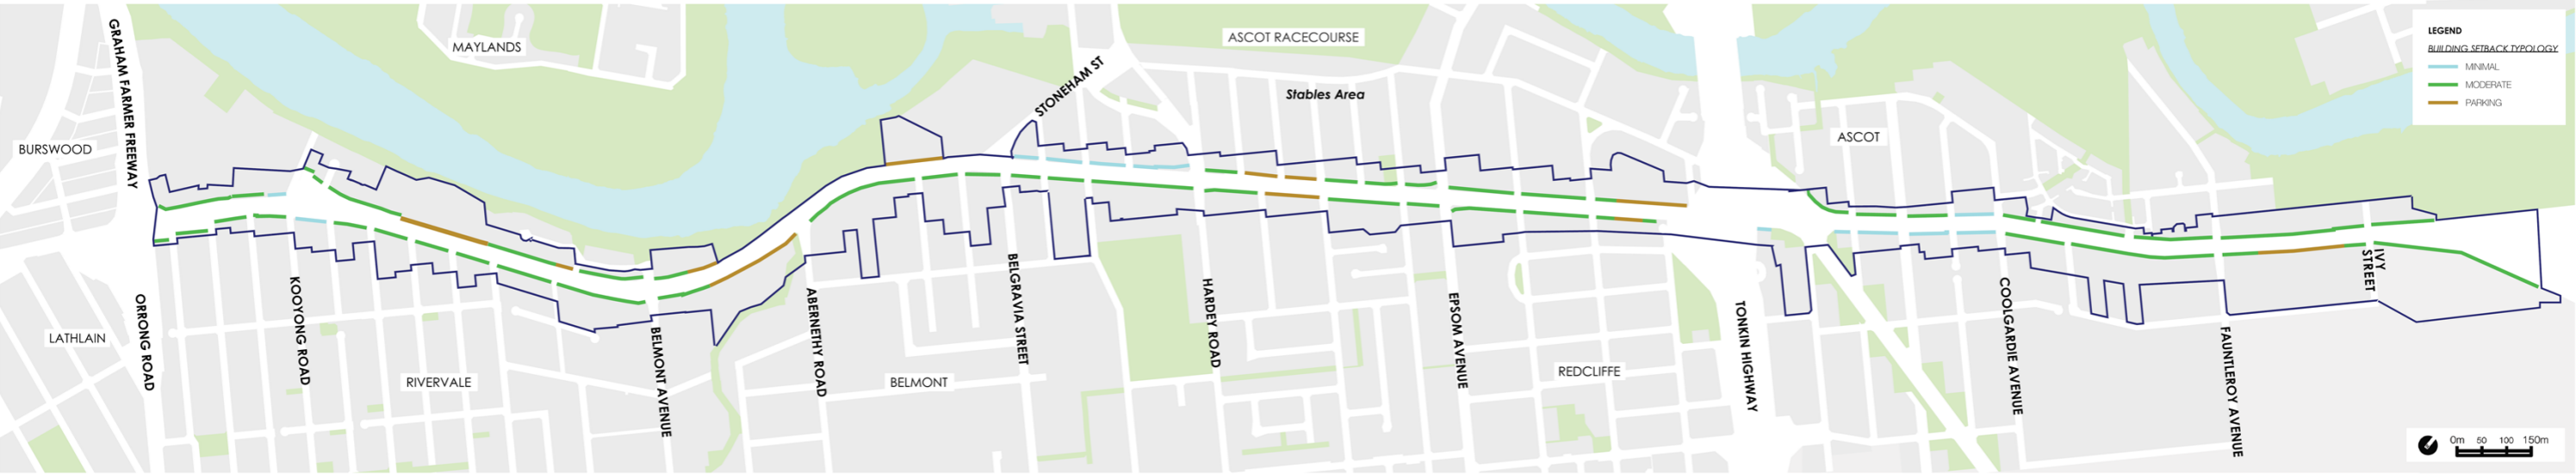 GRAHAM FARMER FREEWAY
MAYLANDS
BURSWOOD
STONEHAM ST
ASCOT RACECOURSE
Stables Area
ASCOT
LEGEND
BUILDING SETBACK TYPOLOGY
MINIMAL
MODERATE
PARKING
LATHLAIN
ORRONG ROAD
KOOYONG ROAD
RIVERVALE
BELMONT AVENUE
ABERNETHY ROAD
BELMONT
BELGRAVIA STREET
HARDEY ROAD
EPSOM AVENUE
REDCLIFFE
TONKIN HIGHWAY
COOLGARDIE AVENUE
FAUNTLEROY AVENUE
IVY
STREET
0m 50 100 150m